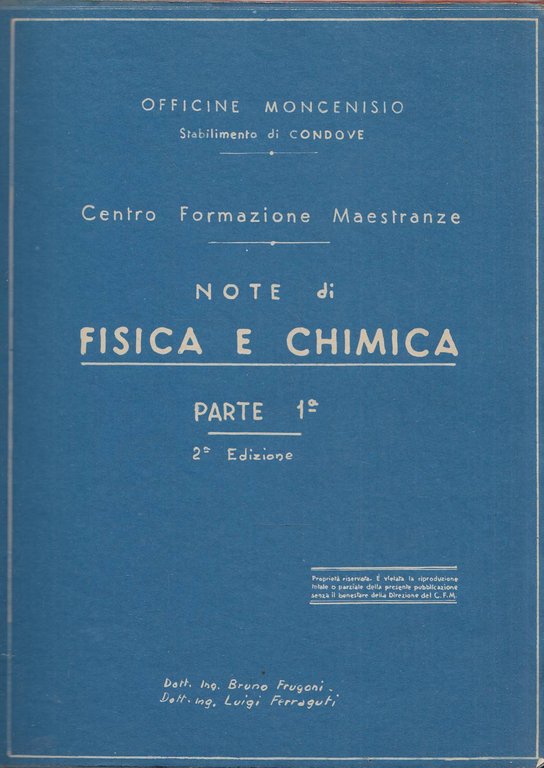 OFFICINE MONCENISIO
Stabilimento di CONDOVE
Centro Formazione Maestranze
NOTE di
FISICA E CHIMICA
PARTE 1ª
2ª Edizione
Proprietà riservata. È vietata la riproduzione
totale o parziale della presente pubblicazione
senza il benestare della Direzione del C.F.M.
Dott. Ing. Bruno Frugoni.
Dott. ing. Luigi Ferraguti